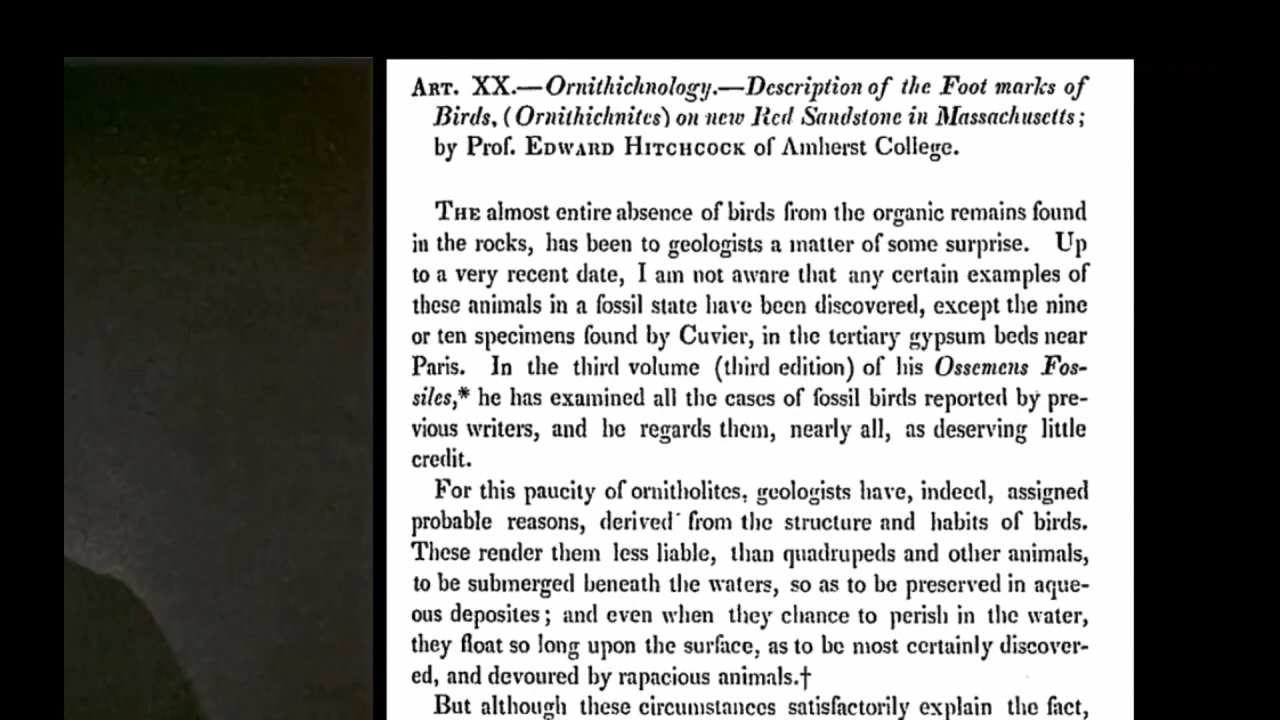 ART. XX.—Ornithichnology.—Description of the Foot marks of
Birds, (Ornithichnites) on new Red Sandstone in Massachusetts;
by Prof. EDWARD HITCHCOCK of Amherst College.
THE almost entire absence of birds from the organic remains found
in the rocks, has been to geologists a matter of some surprise. Up
to a very recent date, I am not aware that any certain examples of
these animals in a fossil state have been discovered, except the nine
or ten specimens found by Cuvier, in the tertiary gypsum beds near
Paris. In the third volume (third edition) of his Ossemens Fos-
siles,* he has examined all the cases of fossil birds reported by pre-
vious writers, and he regards them, nearly all, as deserving little
credit.
For this paucity of ornitholites, geologists have, indeed, assigned
probable reasons, derived from the structure and habits of birds.
These render them less liable, than quadrupeds and other animals,
to be submerged beneath the waters, so as to be preserved in aque-
ous deposites; and even when they chance to perish in the water,
they float so long upon the surface, as to be most certainly discover-
ed, and devoured by rapacious animals.†
But although these circumstances satisfactorily explain the fact,